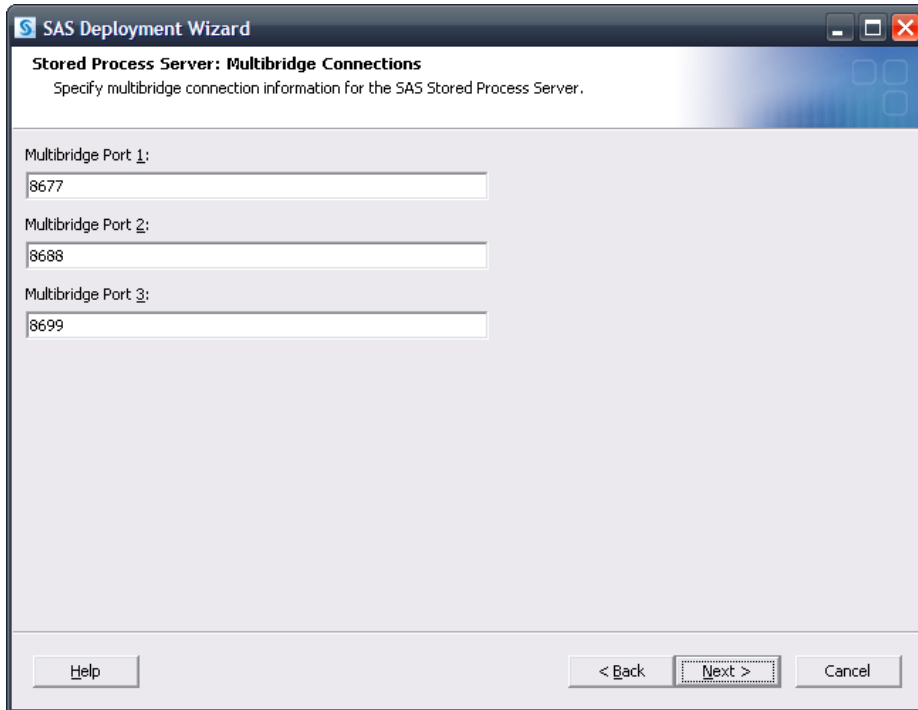 SAS Deployment Wizard
Stored Process Server: Multibridge Connections
Specify multibridge connection information for the SAS Stored Process Server.
Multibridge Port 1:
8677
Multibridge Port 2:
8688
Multibridge Port 3:
8699
Help
< Back
Next >
Cancel